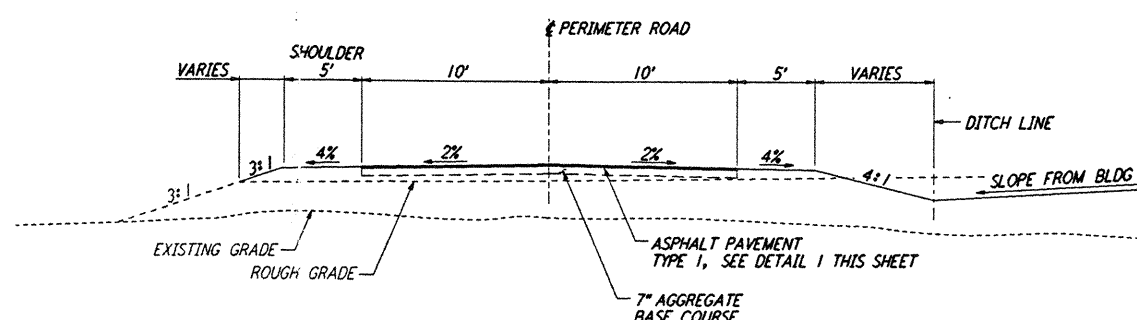 ℄ PERIMETER ROAD
SHOULDER
VARIES 5' 10' 10' 5' VARIES
DITCH LINE
3:1 4% 2% 2% 4% 4:1
3:1
SLOPE FROM BLDG
EXISTING GRADE
ROUGH GRADE
ASPHALT PAVEMENT
TYPE 1, SEE DETAIL 1 THIS SHEET
7" AGGREGATE
BASE COURSE